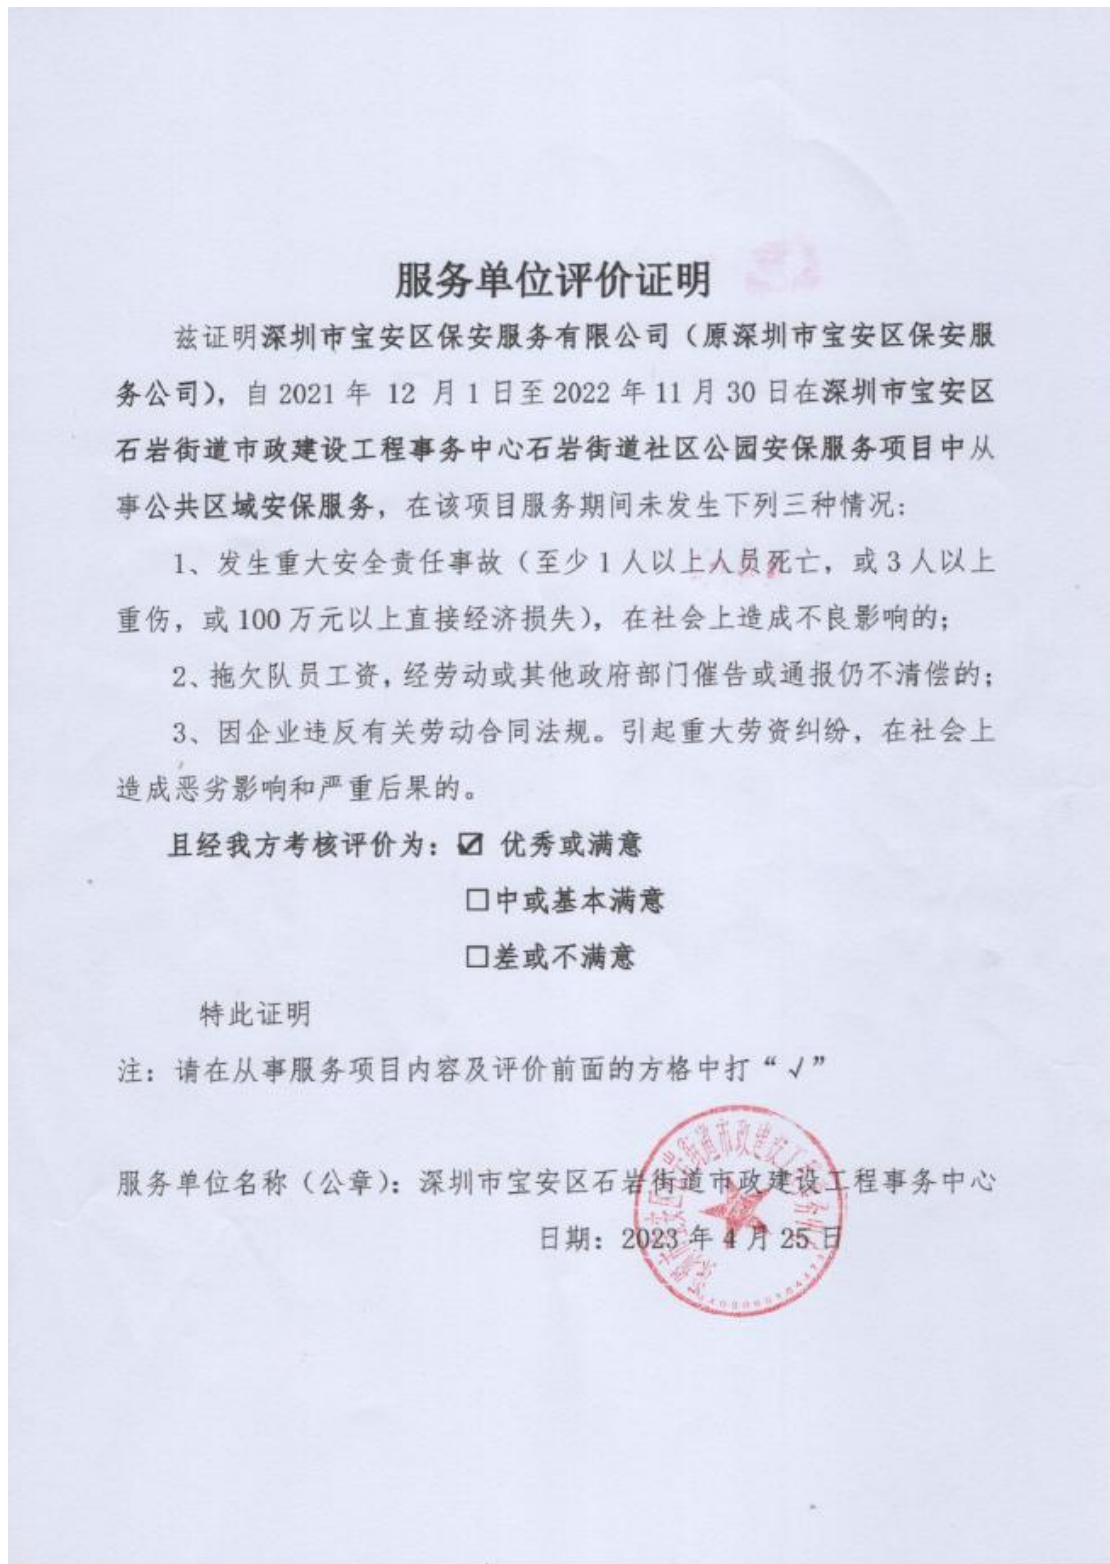 服务单位评价证明
兹证明深圳市宝安区保安服务有限公司（原深圳市宝安区保安服
务公司），自 2021 年 12 月 1 日至 2022 年 11 月 30 日在深圳市宝安区
石岩街道市政建设工程事务中心石岩街道社区公园安保服务项目中从
事公共区域安保服务，在该项目服务期间未发生下列三种情况：
1、发生重大安全责任事故（至少 1 人以上人员死亡，或 3 人以上
重伤，或 100 万元以上直接经济损失），在社会上造成不良影响的；
2、拖欠队员工资，经劳动或其他政府部门催告或通报仍不清偿的；
3、因企业违反有关劳动合同法规。引起重大劳资纠纷，在社会上
造成恶劣影响和严重后果的。
且经我方考核评价为：☑ 优秀或满意
□中或基本满意
□差或不满意
特此证明
注：请在从事服务项目内容及评价前面的方格中打“√”
服务单位名称（公章）：深圳市宝安区石岩街道市政建设工程事务中心
日期：2023 年 4 月 25 日